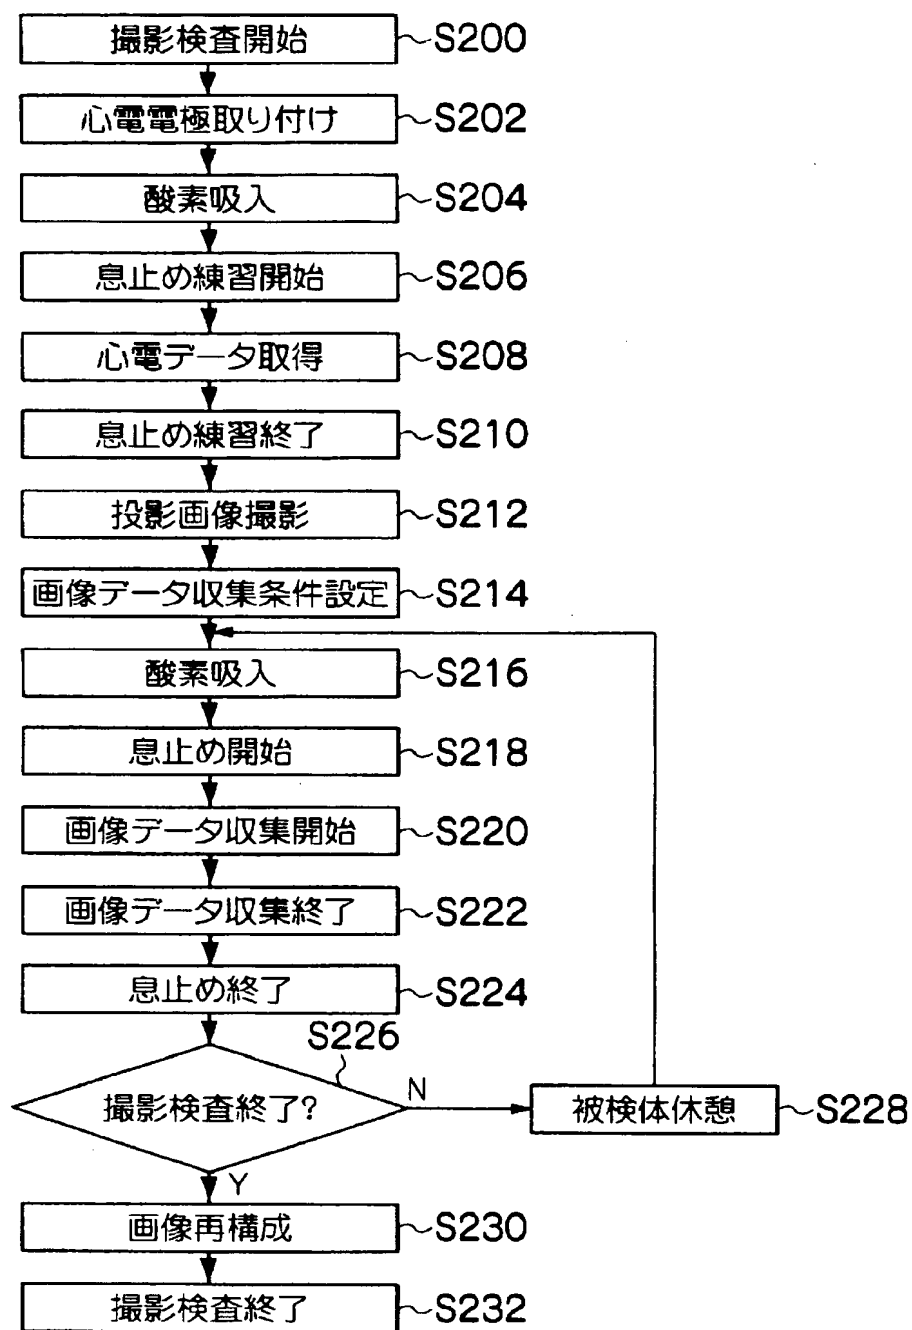 撮影検査開始 ~S200
心電電極取り付け ~S202
酸素吸入 ~S204
息止め練習開始 ~S206
心電データ取得 ~S208
息止め練習終了 ~S210
投影画像撮影 ~S212
画像データ収集条件設定 ~S214
酸素吸入 ~S216
息止め開始 ~S218
画像データ収集開始 ~S220
画像データ収集終了 ~S222
息止め終了 ~S224
S226
撮影検査終了? N 被検体休憩 ~S228
Y
画像再構成 ~S230
撮影検査終了 ~S232